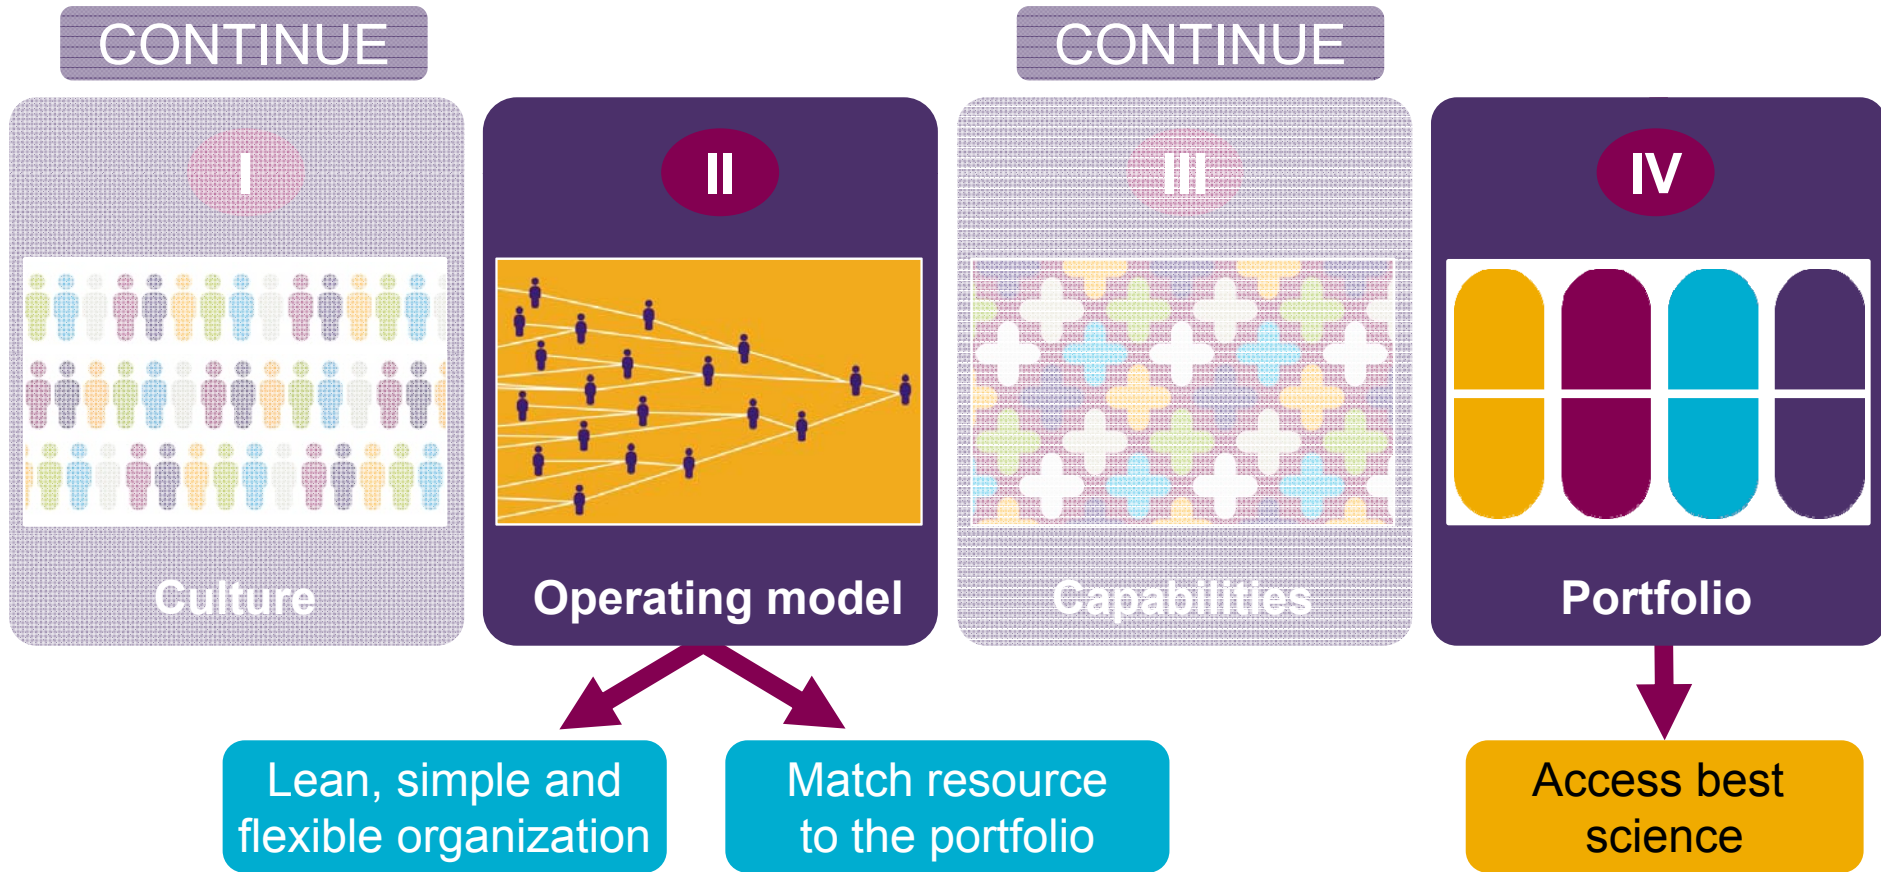 CONTINUE
CONTINUE
I
II
III
IV
Culture
Operating model
Capabilities
Portfolio
Lean, simple and
flexible organization
Match resource
to the portfolio
Access best
science